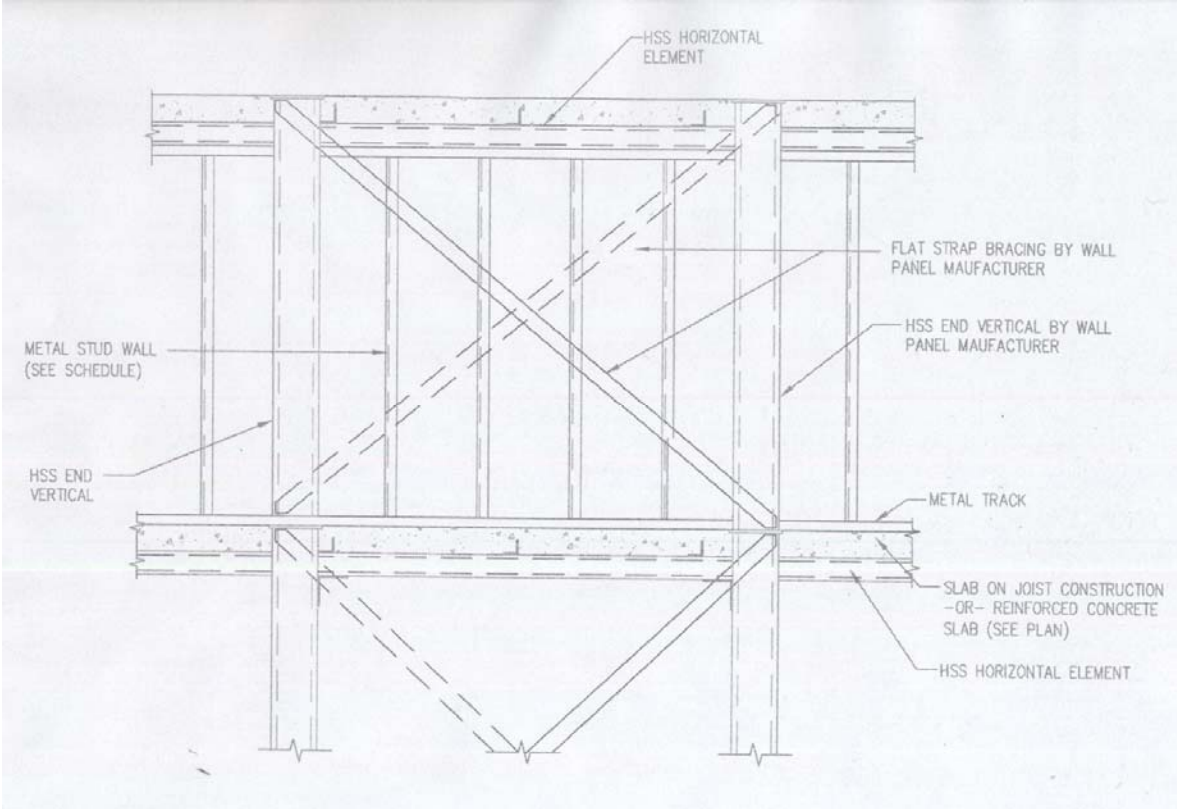 HSS HORIZONTAL
ELEMENT
FLAT STRAP BRACING BY WALL
PANEL MAUFACTURER
HSS END VERTICAL BY WALL
PANEL MAUFACTURER
METAL STUD WALL
(SEE SCHEDULE)
HSS END
VERTICAL
METAL TRACK
SLAB ON JOIST CONSTRUCTION
-OR- REINFORCED CONCRETE
SLAB (SEE PLAN)
HSS HORIZONTAL ELEMENT